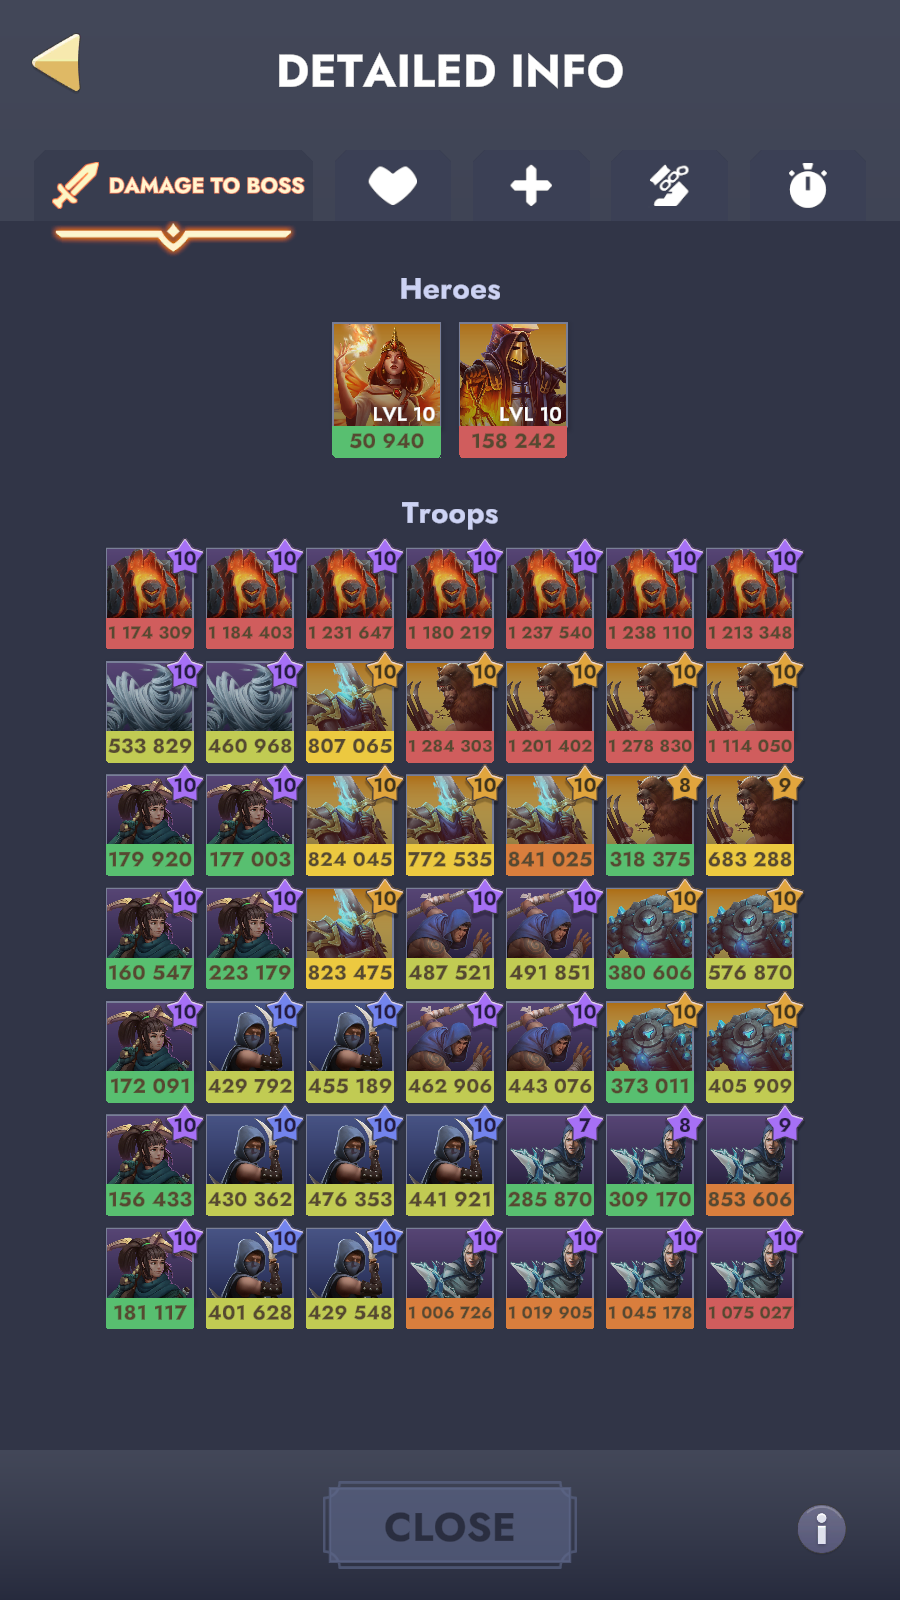 DETAILED INFO
DAMAGE TO BOSS
Heroes
LVL 10 LVL 10
50 940 158 242
Troops
10 10 10 10 10 10 10
1 174 309 1 184 403 1 231 647 1 180 219 1 237 540 1 238 110 1 213 348
10 10 10 10 10 10 10
533 829 460 968 807 065 1 284 303 1 201 402 1 278 830 1 114 050
10 10 10 10 10 8 9
179 920 177 003 824 045 772 535 841 025 318 375 683 288
10 10 10 10 10 10 10
160 547 223 179 823 475 487 521 491 851 380 606 576 870
10 10 10 10 10 10 10
172 091 429 792 455 189 462 906 443 076 373 011 405 909
10 10 10 10 7 8 9
156 433 430 362 476 353 441 921 285 870 309 170 853 606
10 10 10 10 10 10 10
181 117 401 628 429 548 1 006 726 1 019 905 1 045 178 1 075 027
CLOSE